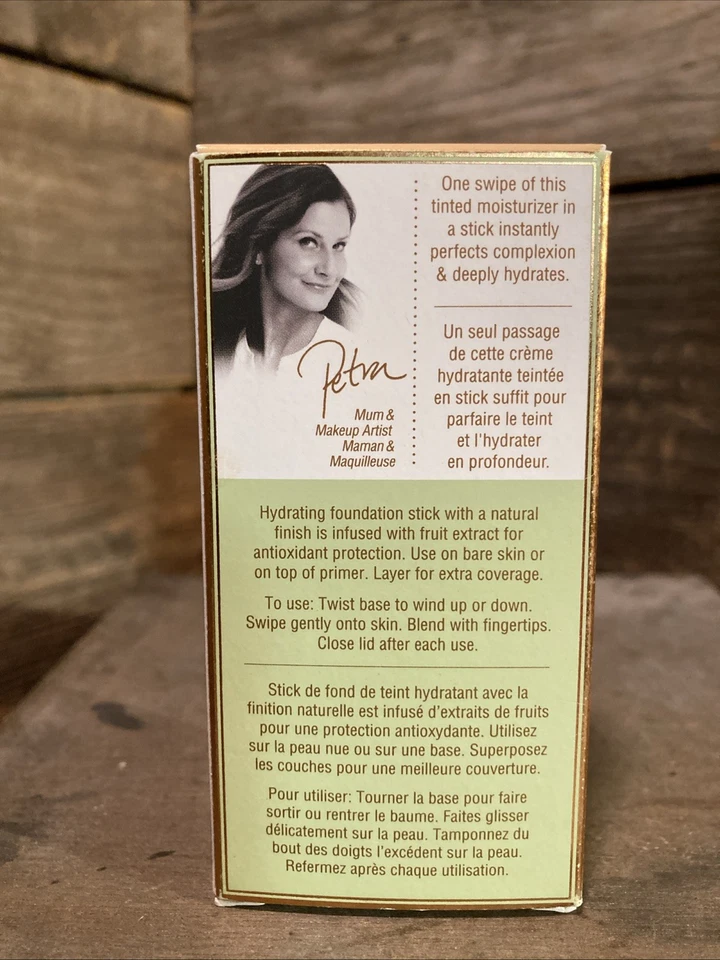 One swipe of this
tinted moisturizer in
a stick instantly
perfects complexion
& deeply hydrates.
Un seul passage
de cette crème
hydratante teintée
en stick suffit pour
parfaire le teint
et l'hydrater
en profondeur.
Petra
Mum &
Makeup Artist
Maman &
Maquilleuse
Hydrating foundation stick with a natural
finish is infused with fruit extract for
antioxidant protection. Use on bare skin or
on top of primer. Layer for extra coverage.
To use: Twist base to wind up or down.
Swipe gently onto skin. Blend with fingertips.
Close lid after each use.
Stick de fond de teint hydratant avec la
finition naturelle est infusé d'extraits de fruits
pour une protection antioxydante. Utilisez
sur la peau nue ou sur une base. Superposez
les couches pour une meilleure couverture.
Pour utiliser: Tourner la base pour faire
sortir ou rentrer le baume. Faites glisser
délicatement sur la peau. Tamponnez du
bout des doigts l'excédent sur la peau.
Refermez après chaque utilisation.